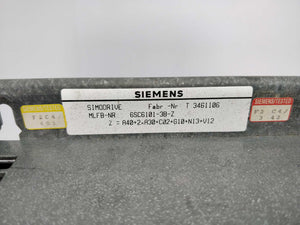 SIEMENS
SIMODRIVE Fabr.-Nr T 3461106
MLFB-NR 6SC6101-3B-Z
Z = A40+2·A30+C02+G10+N13+V12
SIEMENS/TESTED